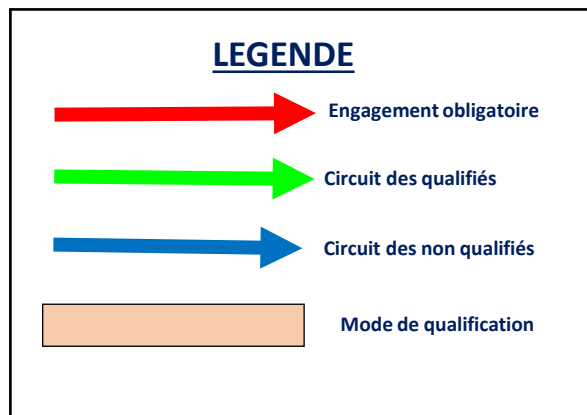 LEGENDE
Engagement obligatoire
Circuit des qualifiés
Circuit des non qualifiés
Mode de qualification